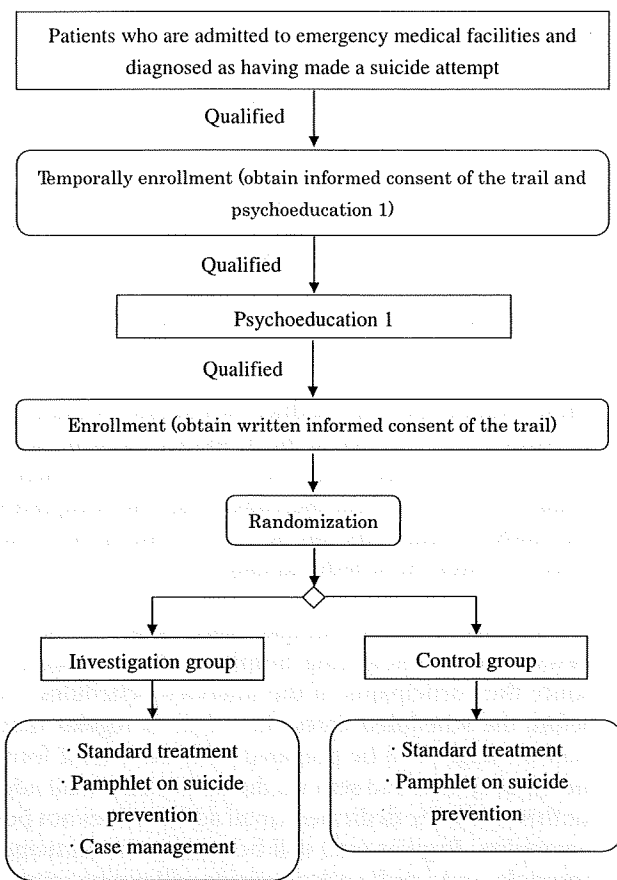 Patients who are admitted to emergency medical facilities and
diagnosed as having made a suicide attempt
Qualified
Temporally enrollment (obtain informed consent of the trail and
psychoeducation 1)
Qualified
Psychoeducation 1
Qualified
Enrollment (obtain written informed consent of the trail)
Randomization
Investigation group
· Standard treatment
· Pamphlet on suicide
prevention
· Case management
Control group
· Standard treatment
· Pamphlet on suicide
prevention